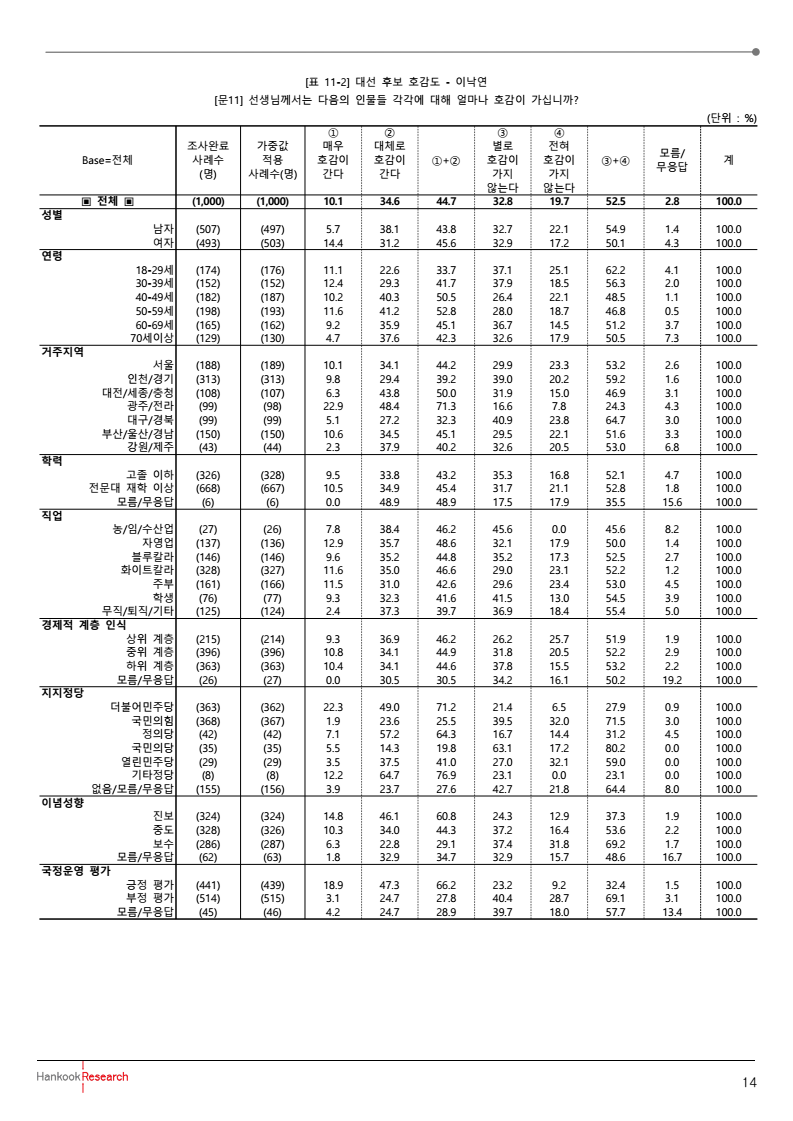 [표 11-2] 대선 후보 호감도 - 이낙연
[문11] 선생님께서는 다음의 인물들 각각에 대해 얼마나 호감이 가십니까?
(단위 : %)
Base=전체 조사완료 사례수 (명) 가중값 적용 사례수(명) ① 매우 호감이 간다 ② 대체로 호감이 간다 ①+② ③ 별로 호감이 가지 않는다 ④ 전혀 호감이 가지 않는다 ③+④ 모름/무응답 계
▣ 전체 ▣ (1,000) (1,000) 10.1 34.6 44.7 32.8 19.7 52.5 2.8 100.0
성별
남자 (507) (497) 5.7 38.1 43.8 32.7 22.1 54.9 1.4 100.0
여자 (493) (503) 14.4 31.2 45.6 32.9 17.2 50.1 4.3 100.0
연령
18-29세 (174) (176) 11.1 22.6 33.7 37.1 25.1 62.2 4.1 100.0
30-39세 (152) (152) 12.4 29.3 41.7 37.9 18.5 56.3 2.0 100.0
40-49세 (182) (187) 10.2 40.3 50.5 26.4 22.1 48.5 1.1 100.0
50-59세 (198) (193) 11.6 41.2 52.8 28.0 18.7 46.8 0.5 100.0
60-69세 (165) (162) 9.2 35.9 45.1 36.7 14.5 51.2 3.7 100.0
70세이상 (129) (130) 4.7 37.6 42.3 32.6 17.9 50.5 7.3 100.0
거주지역
서울 (188) (189) 10.1 34.1 44.2 29.9 23.3 53.2 2.6 100.0
인천/경기 (313) (313) 9.8 29.4 39.2 39.0 20.2 59.2 1.6 100.0
대전/세종/충청 (108) (107) 6.3 43.8 50.0 31.9 15.0 46.9 3.1 100.0
광주/전라 (99) (98) 22.9 48.4 71.3 16.6 7.8 24.3 4.3 100.0
대구/경북 (99) (99) 5.1 27.2 32.3 40.9 23.8 64.7 3.0 100.0
부산/울산/경남 (150) (150) 10.6 34.5 45.1 29.5 22.1 51.6 3.3 100.0
강원/제주 (43) (44) 2.3 37.9 40.2 32.6 20.5 53.0 6.8 100.0
학력
고졸 이하 (326) (328) 9.5 33.8 43.2 35.3 16.8 52.1 4.7 100.0
전문대 재학 이상 (668) (667) 10.5 34.9 45.4 31.7 21.1 52.8 1.8 100.0
모름/무응답 (6) (6) 0.0 48.9 48.9 17.5 17.9 35.5 15.6 100.0
직업
농/임/수산업 (27) (26) 7.8 38.4 46.2 45.6 0.0 45.6 8.2 100.0
자영업 (137) (136) 12.9 35.7 48.6 32.1 17.9 50.0 1.4 100.0
블루칼라 (146) (146) 9.6 35.2 44.8 35.2 17.3 52.5 2.7 100.0
화이트칼라 (328) (327) 11.6 35.0 46.6 29.0 23.1 52.2 1.2 100.0
주부 (161) (166) 11.5 31.0 42.6 29.6 23.4 53.0 4.5 100.0
학생 (76) (77) 9.3 32.3 41.6 41.5 13.0 54.5 3.9 100.0
무직/퇴직/기타 (125) (124) 2.4 37.3 39.7 36.9 18.4 55.4 5.0 100.0
경제적 계층 인식
상위 계층 (215) (214) 9.3 36.9 46.2 26.2 25.7 51.9 1.9 100.0
중위 계층 (396) (396) 10.8 34.1 44.9 31.8 20.5 52.2 2.9 100.0
하위 계층 (363) (363) 10.4 34.1 44.6 37.8 15.5 53.2 2.2 100.0
모름/무응답 (26) (27) 0.0 30.5 30.5 34.2 16.1 50.2 19.2 100.0
지지정당
더불어민주당 (363) (362) 22.3 49.0 71.2 21.4 6.5 27.9 0.9 100.0
국민의힘 (368) (367) 1.9 23.6 25.5 39.5 32.0 71.5 3.0 100.0
정의당 (42) (42) 7.1 57.2 64.3 16.7 14.4 31.2 4.5 100.0
국민의당 (35) (35) 5.5 14.3 19.8 63.1 17.2 80.2 0.0 100.0
열린민주당 (29) (29) 3.5 37.5 41.0 27.0 32.1 59.0 0.0 100.0
기타정당 (8) (8) 12.2 64.7 76.9 23.1 0.0 23.1 0.0 100.0
없음/모름/무응답 (155) (156) 3.9 23.7 27.6 42.7 21.8 64.4 8.0 100.0
이념성향
진보 (324) (324) 14.8 46.1 60.8 24.3 12.9 37.3 1.9 100.0
중도 (328) (326) 10.3 34.0 44.3 37.2 16.4 53.6 2.2 100.0
보수 (286) (287) 6.3 22.8 29.1 37.4 31.8 69.2 1.7 100.0
모름/무응답 (62) (63) 1.8 32.9 34.7 32.9 15.7 48.6 16.7 100.0
국정운영 평가
긍정 평가 (441) (439) 18.9 47.3 66.2 23.2 9.2 32.4 1.5 100.0
부정 평가 (514) (515) 3.1 24.7 27.8 40.4 28.7 69.1 3.1 100.0
모름/무응답 (45) (46) 4.2 24.7 28.9 39.7 18.0 57.7 13.4 100.0
Hankook Research
14